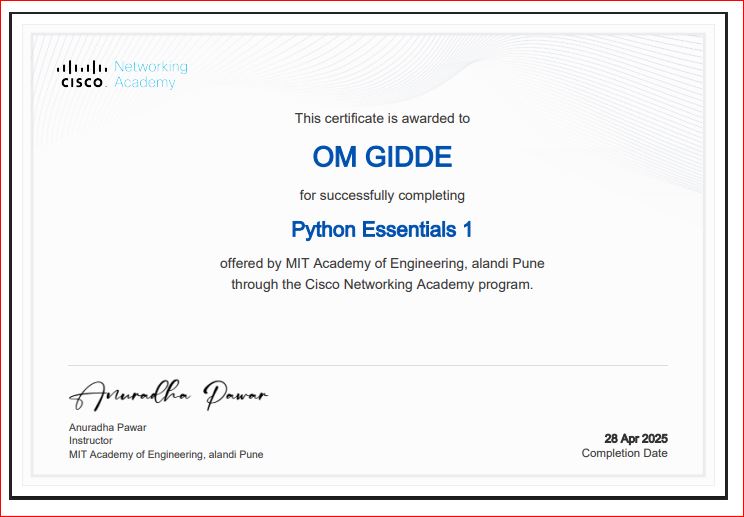 Networking
CISCO. Academy
This certificate is awarded to
OM GIDDE
for successfully completing
Python Essentials 1
offered by MIT Academy of Engineering, alandi Pune
through the Cisco Networking Academy program.
Anuradha Pawar
Anuradha Pawar
Instructor
MIT Academy of Engineering, alandi Pune
28 Apr 2025
Completion Date